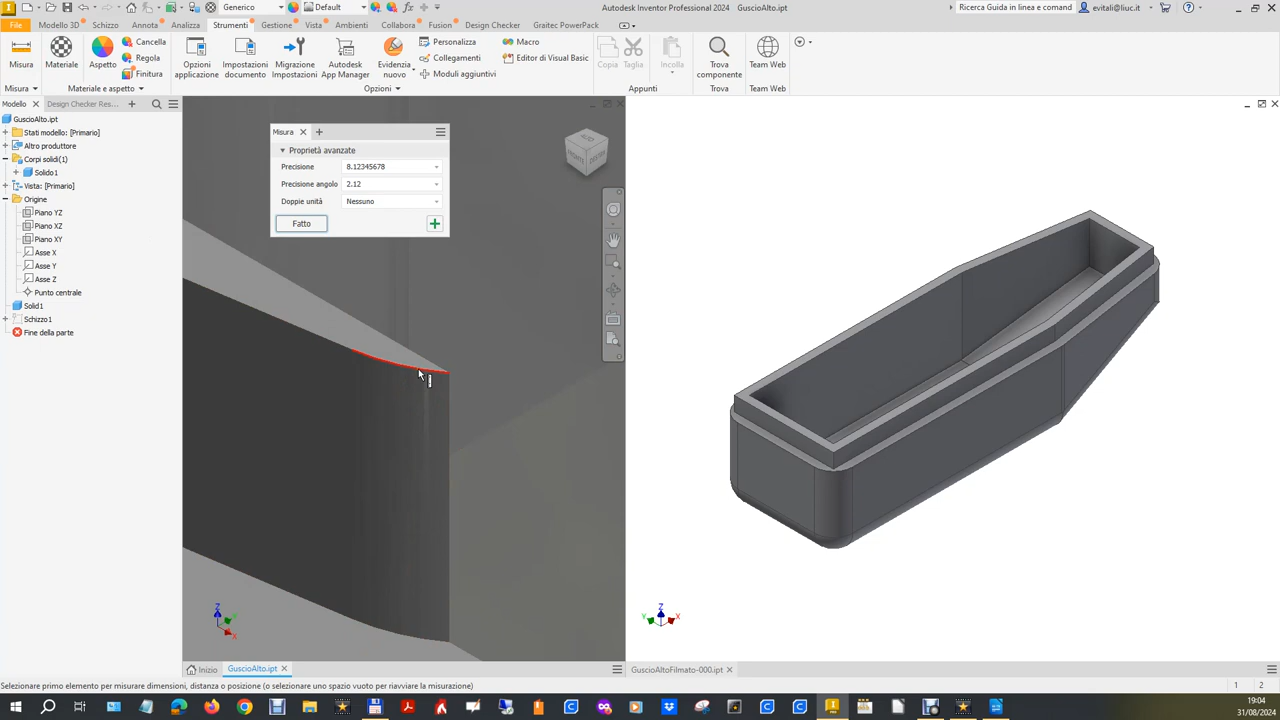 Generico
Default
Autodesk Inventor Professional 2024 GuscioAlto.ipt
Ricerca Guida in linea e comand
evitali@liuc.it
File
Modello 3D
Schizzo
Annota
Analizza
Strumenti
Gestione
Vista
Ambienti
Collabora
Fusion
Design Checker
Graitec PowerPack
Misura
Materiale
Aspetto
Cancella
Regola
Finitura
Opzioni applicazione
Impostazioni documento
Migrazione Impostazioni
Autodesk App Manager
Evidenzia nuovo
Personalizza
Collegamenti
Moduli aggiuntivi
Macro
Editor di Visual Basic
Copia
Taglia
Incolla
Trova componente
Team Web
Misura
Materiale e aspetto
Opzioni
Appunti
Trova
Team Web
Modello
Design Checker Res...
GuscioAlto.ipt
Stati modello: [Primario]
Altro produttore
Corpi solidi(1)
Solido1
Vista: [Primario]
Origine
Piano YZ
Piano XZ
Piano XY
Asse X
Asse Y
Asse Z
Punto centrale
Solid1
Schizzo1
Fine della parte
Misura
Proprietà avanzate
Precisione 8.12345678
Precisione angolo 2.12
Doppie unità Nessuno
Fatto
Z
Y
X
Z
Y
X
Inizio
GuscioAlto.ipt
GuscioAltoFilmato-000.ipt
Selezionare primo elemento per misurare dimensioni, distanza o posizione (o selezionare uno spazio vuoto per riavviare la misurazione)
1
2
19:04
31/08/2024